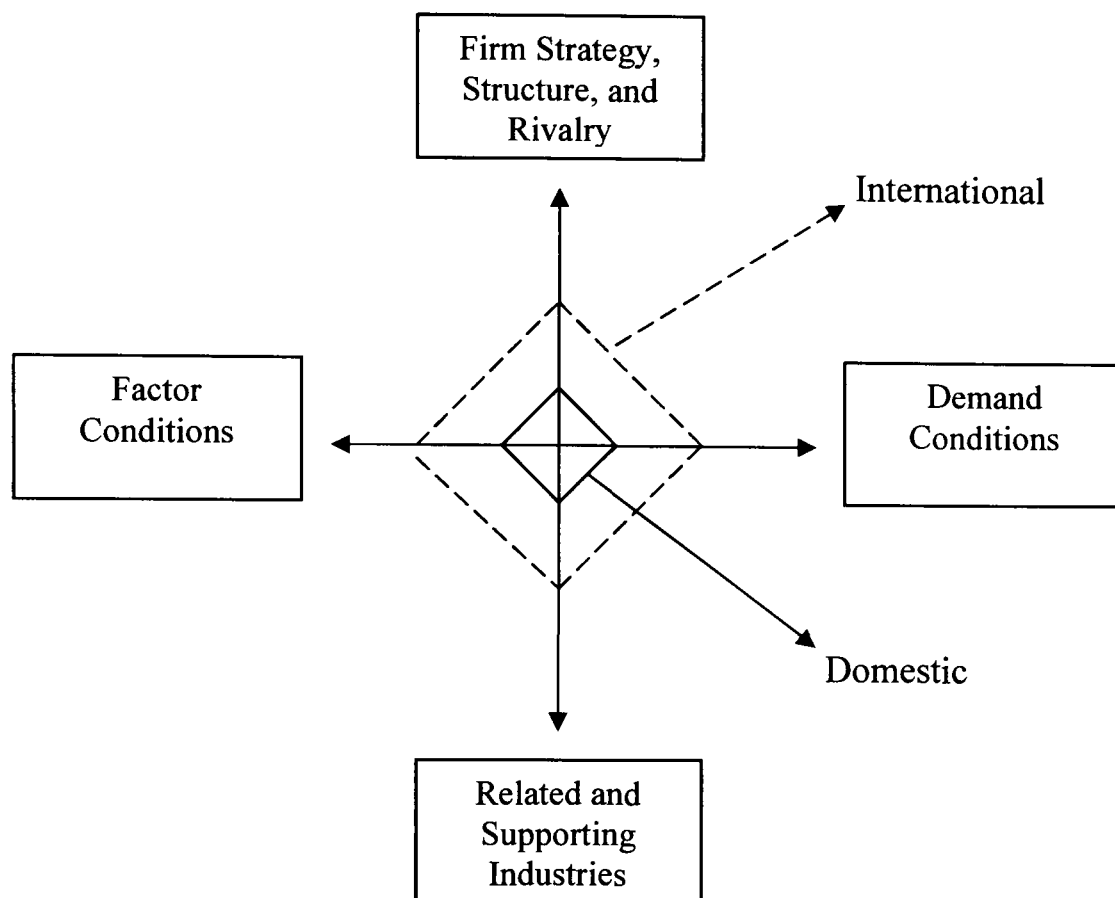 Firm Strategy,
Structure, and
Rivalry
International
Factor
Conditions
Demand
Conditions
Domestic
Related and
Supporting
Industries